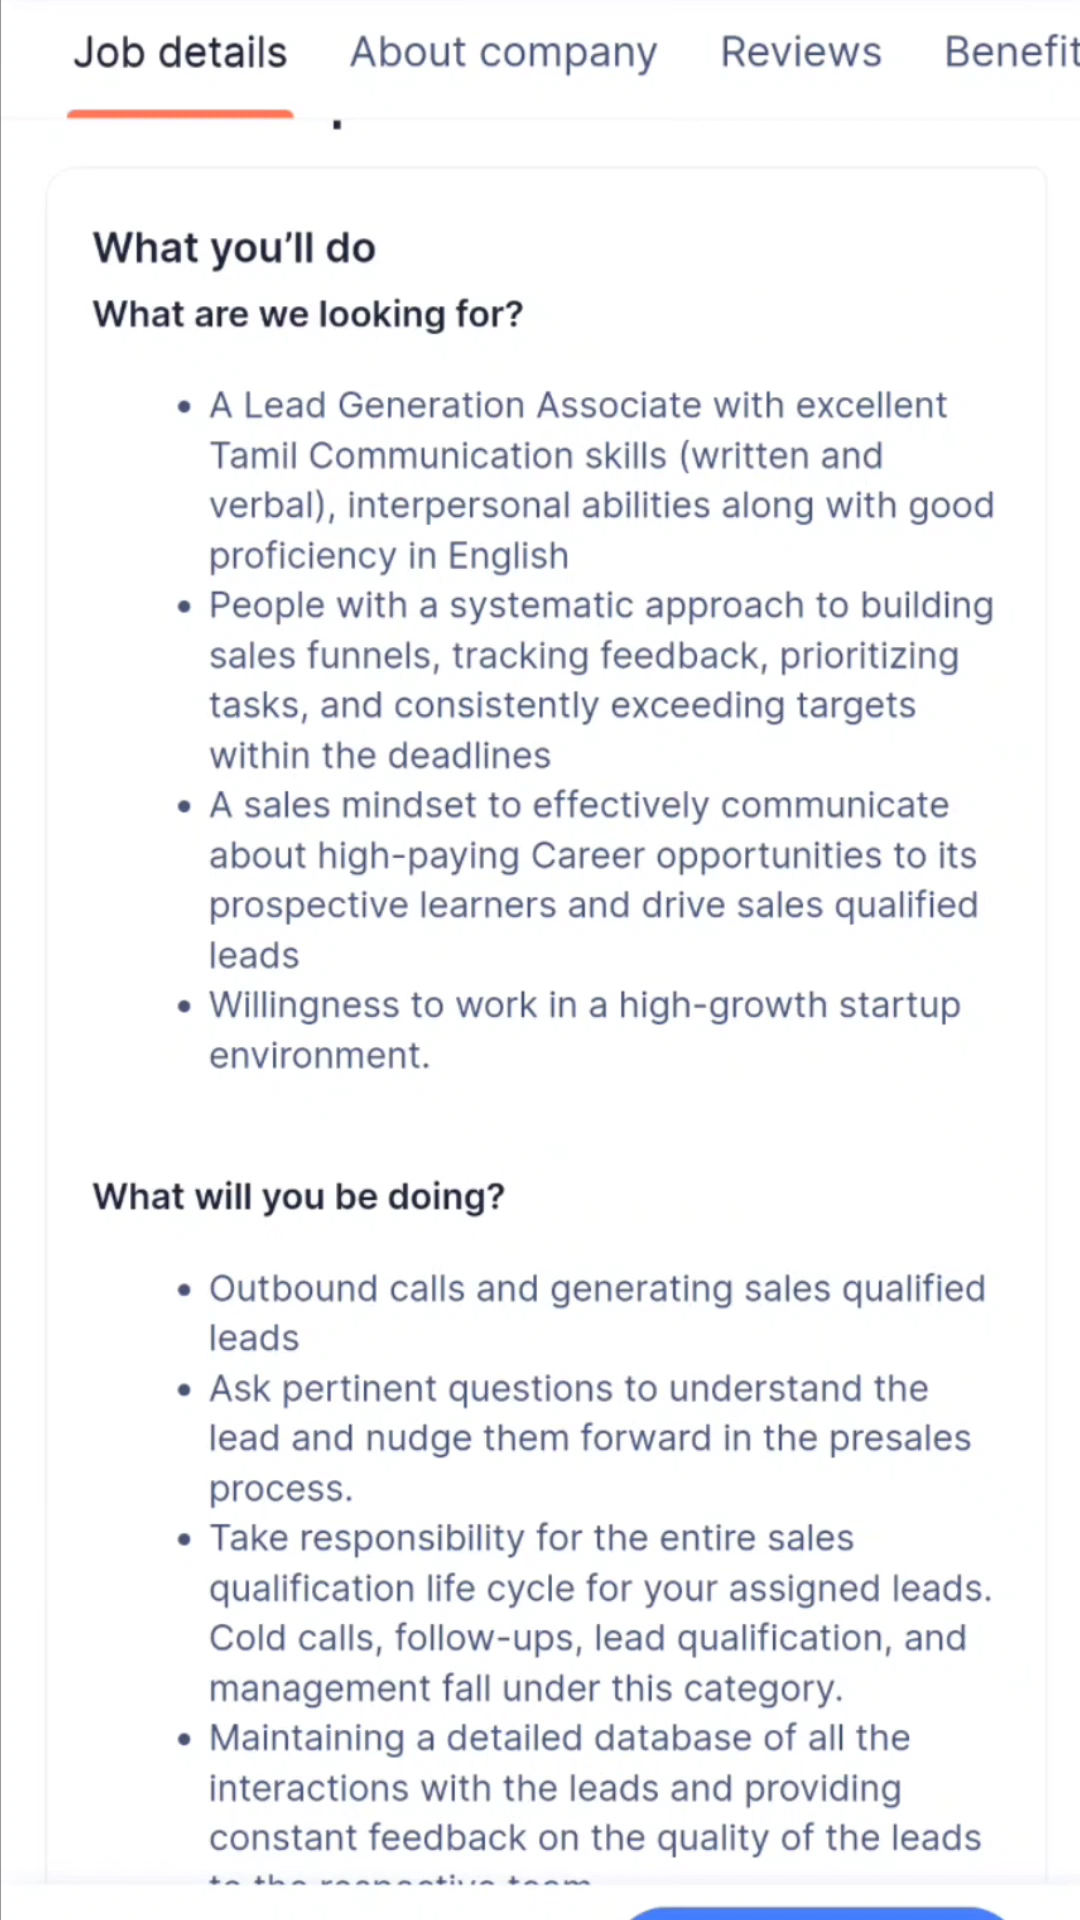 Job details About company Reviews Benefit
What you'll do
What are we looking for?
• A Lead Generation Associate with excellent
Tamil Communication skills (written and
verbal), interpersonal abilities along with good
proficiency in English
• People with a systematic approach to building
sales funnels, tracking feedback, prioritizing
tasks, and consistently exceeding targets
within the deadlines
• A sales mindset to effectively communicate
about high-paying Career opportunities to its
prospective learners and drive sales qualified
leads
• Willingness to work in a high-growth startup
environment.
What will you be doing?
• Outbound calls and generating sales qualified
leads
• Ask pertinent questions to understand the
lead and nudge them forward in the presales
process.
• Take responsibility for the entire sales
qualification life cycle for your assigned leads.
Cold calls, follow-ups, lead qualification, and
management fall under this category.
• Maintaining a detailed database of all the
interactions with the leads and providing
constant feedback on the quality of the leads
to the respective team